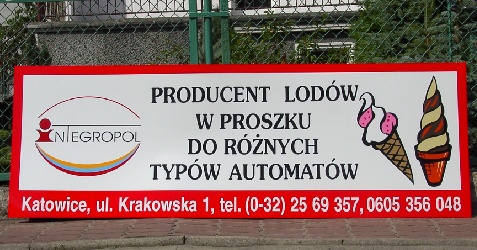 INTEGROPOL
PRODUCENT LODÓW
W PROSZKU
DO RÓŻNYCH
TYPÓW AUTOMATÓW
Katowice, ul. Krakowska 1, tel. (0-32) 25 69 357, 0605 356 048